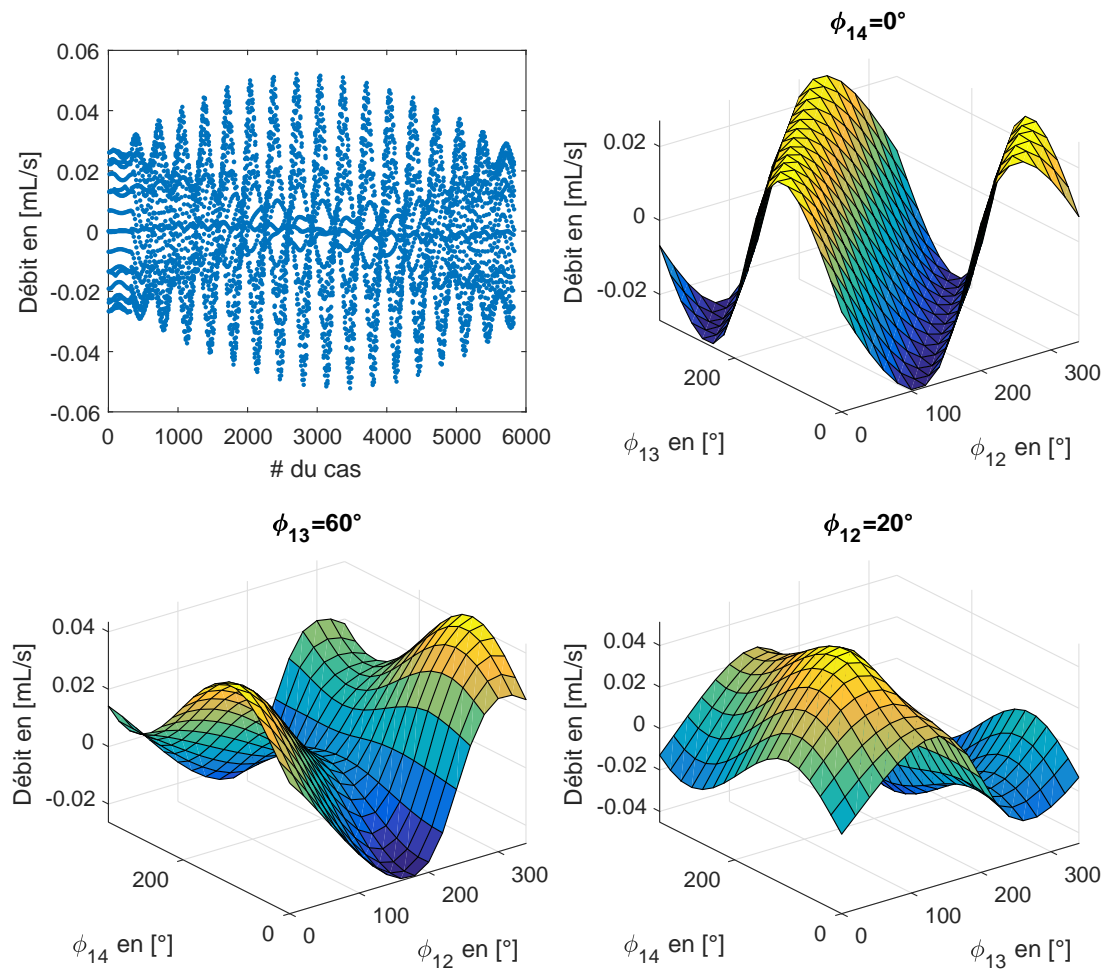 0.06
0.04
0.02
0
-0.02
-0.04
-0.06
0 1000 2000 3000 4000 5000 6000
# du cas
Débit en [mL/s]
ϕ14=0°
0.02
0
-0.02
Débit en [mL/s]
200
0
ϕ13 en [°]
0
100
200
300
ϕ12 en [°]
ϕ13=60°
0.04
0.02
0
-0.02
Débit en [mL/s]
200
0
ϕ14 en [°]
0
100
200
300
ϕ12 en [°]
ϕ12=20°
0.04
0.02
0
-0.02
-0.04
Débit en [mL/s]
200
0
ϕ14 en [°]
0
100
200
300
ϕ13 en [°]